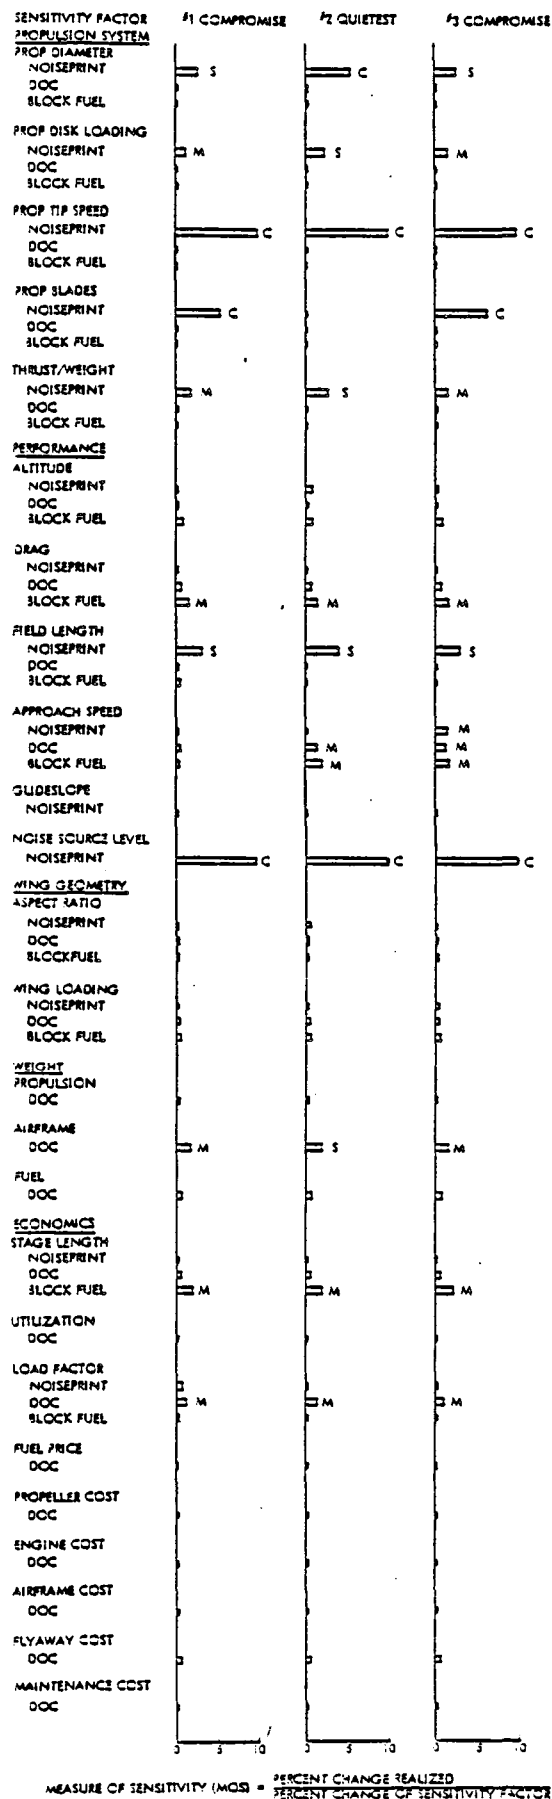 SENSITIVITY FACTOR #1 COMPROMISE #2 QUIETEST #3 COMPROMISE
PROPULSION SYSTEM
PROP DIAMETER
NOISEPRINT S C S
DOC
BLOCK FUEL
PROP DISK LOADING
NOISEPRINT M S M
DOC
BLOCK FUEL
PROP TIP SPEED
NOISEPRINT C C C
DOC
BLOCK FUEL
PROP BLADES
NOISEPRINT C C
DOC
BLOCK FUEL
THRUST/WEIGHT
NOISEPRINT M S M
DOC
BLOCK FUEL
PERFORMANCE
ALTITUDE
NOISEPRINT
DOC
BLOCK FUEL
DRAG
NOISEPRINT
DOC
BLOCK FUEL M M M
FIELD LENGTH
NOISEPRINT S S S
DOC
BLOCK FUEL
APPROACH SPEED
NOISEPRINT M
DOC M M
BLOCK FUEL M M
GLIDESLOPE
NOISEPRINT
NOISE SOURCE LEVEL
NOISEPRINT C C C
WING GEOMETRY
ASPECT RATIO
NOISEPRINT
DOC
BLOCKFUEL
WING LOADING
NOISEPRINT
DOC
BLOCK FUEL
WEIGHT
PROPULSION
DOC
AIRFRAME
DOC M S M
FUEL
DOC
ECONOMICS
STAGE LENGTH
NOISEPRINT
DOC
BLOCK FUEL M M M
UTILIZATION
DOC
LOAD FACTOR
NOISEPRINT
DOC M M M
BLOCK FUEL
FUEL PRICE
DOC
PROPELLER COST
DOC
ENGINE COST
DOC
AIRFRAME COST
DOC
FLYAWAY COST
DOC
MAINTENANCE COST
DOC
0 5 10 0 5 10 0 5 10
MEASURE OF SENSITIVITY (MOS) = PERCENT CHANGE REALIZED
PERCENT CHANGE OF SENSITIVITY FACTOR